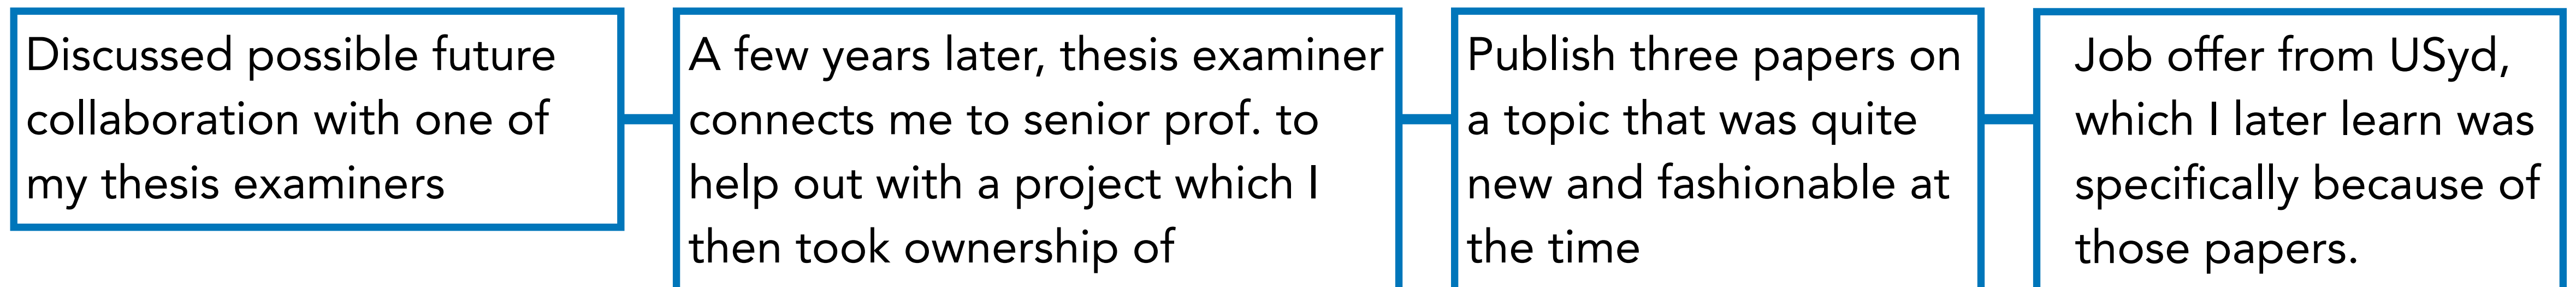 Discussed possible future
collaboration with one of
my thesis examiners
A few years later, thesis examiner
connects me to senior prof. to
help out with a project which I
then took ownership of
Publish three papers on
a topic that was quite
new and fashionable at
the time
Job offer from USyd,
which I later learn was
specifically because of
those papers.